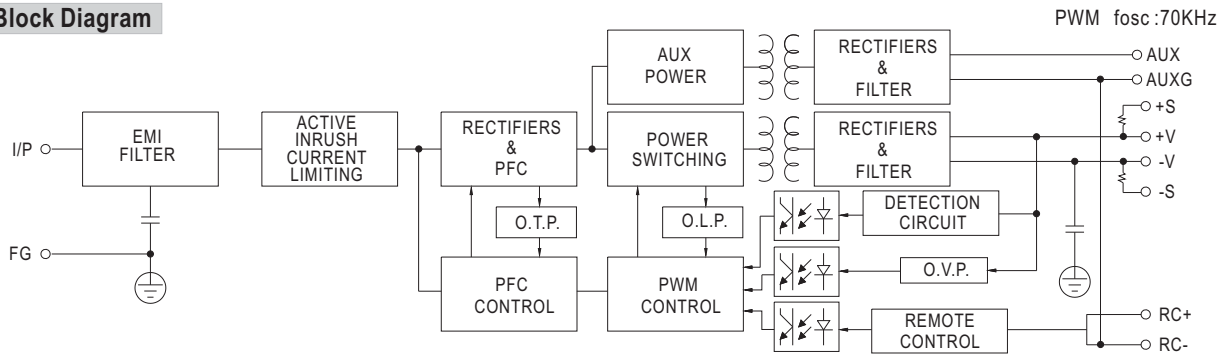 Block Diagram
PWM fosc :70KHz
AUX
POWER
RECTIFIERS
&
FILTER
AUX
AUXG
+S
I/P
EMI
FILTER
ACTIVE
INRUSH
CURRENT
LIMITING
RECTIFIERS
&
PFC
POWER
SWITCHING
RECTIFIERS
&
FILTER
+V
-V
-S
O.T.P.
O.L.P.
DETECTION
CIRCUIT
FG
PFC
CONTROL
PWM
CONTROL
O.V.P.
REMOTE
CONTROL
RC+
RC-